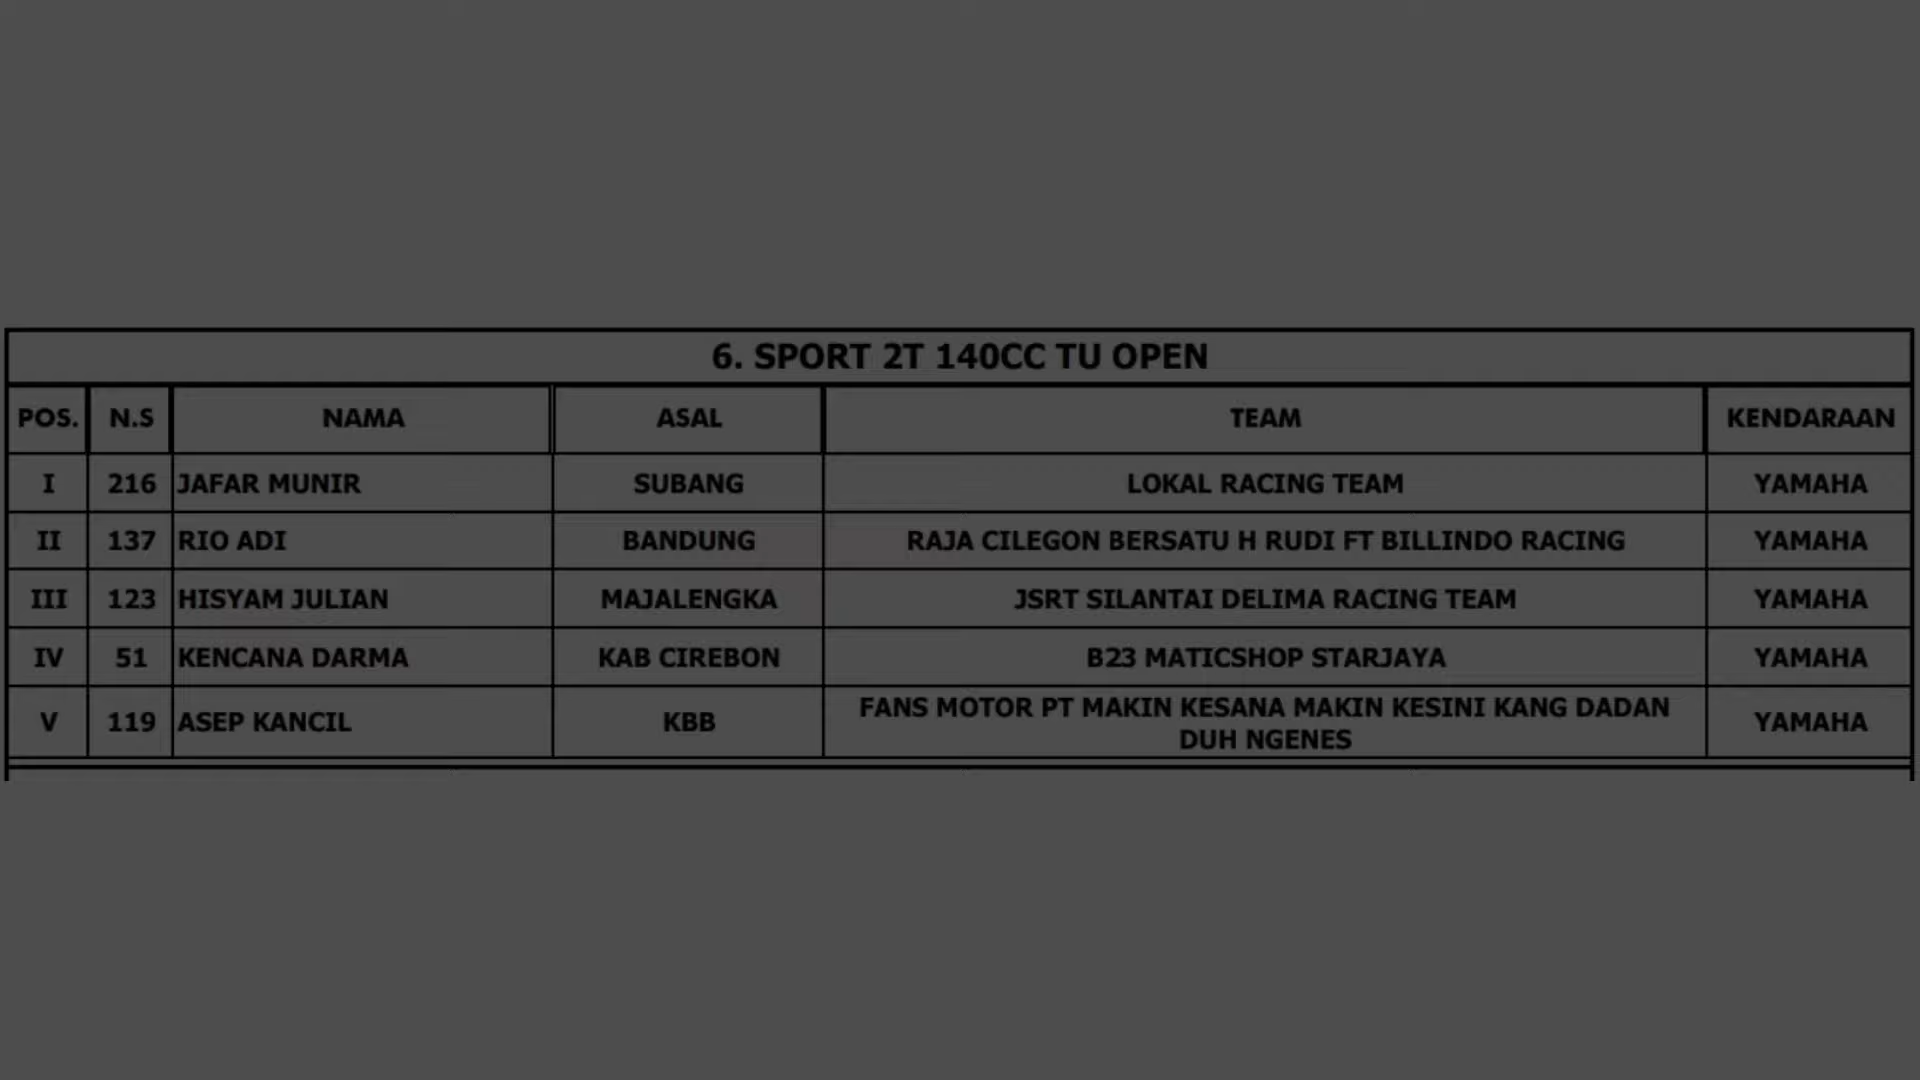 6. SPORT 2T 140CC TU OPEN
POS. N.S NAMA ASAL TEAM KENDARAAN
I 216 JAFAR MUNIR SUBANG LOKAL RACING TEAM YAMAHA
II 137 RIO ADI BANDUNG RAJA CILEGON BERSATU H RUDI FT BILLINDO RACING YAMAHA
III 123 HISYAM JULIAN MAJALENGKA JSRT SILANTAI DELIMA RACING TEAM YAMAHA
IV 51 KENCANA DARMA KAB CIREBON B23 MATICSHOP STARJAYA YAMAHA
V 119 ASEP KANCIL KBB FANS MOTOR PT MAKIN KESANA MAKIN KESINI KANG DADAN
DUH NGENES YAMAHA